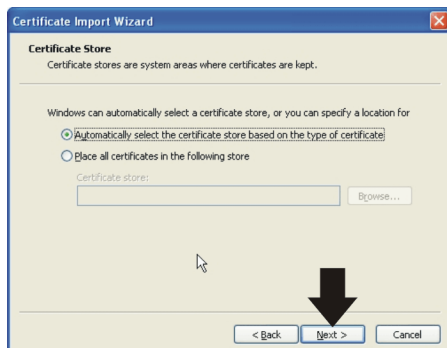 Certificate Import Wizard
Certificate Store
Certificate stores are system areas where certificates are kept.
Windows can automatically select a certificate store, or you can specify a location for
Automatically select the certificate store based on the type of certificate
Place all certificates in the following store
Certificate store:
Browse...
< Back
Next >
Cancel